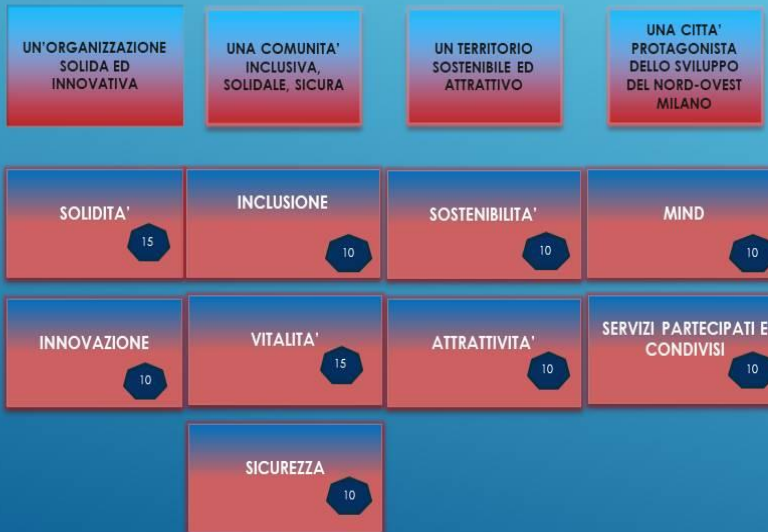 UN'ORGANIZZAZIONE
SOLIDA ED
INNOVATIVA
UNA COMUNITA'
INCLUSIVA,
SOLIDALE, SICURA
UN TERRITORIO
SOSTENIBILE ED
ATTRATTIVO
UNA CITTA'
PROTAGONISTA
DELLO SVILUPPO
DEL NORD-OVEST
MILANO
SOLIDITA'
15
INCLUSIONE
10
SOSTENIBILITA'
10
MIND
10
INNOVAZIONE
10
VITALITA'
15
ATTRATTIVITA'
10
SERVIZI PARTECIPATI E
CONDIVISI
10
SICUREZZA
10